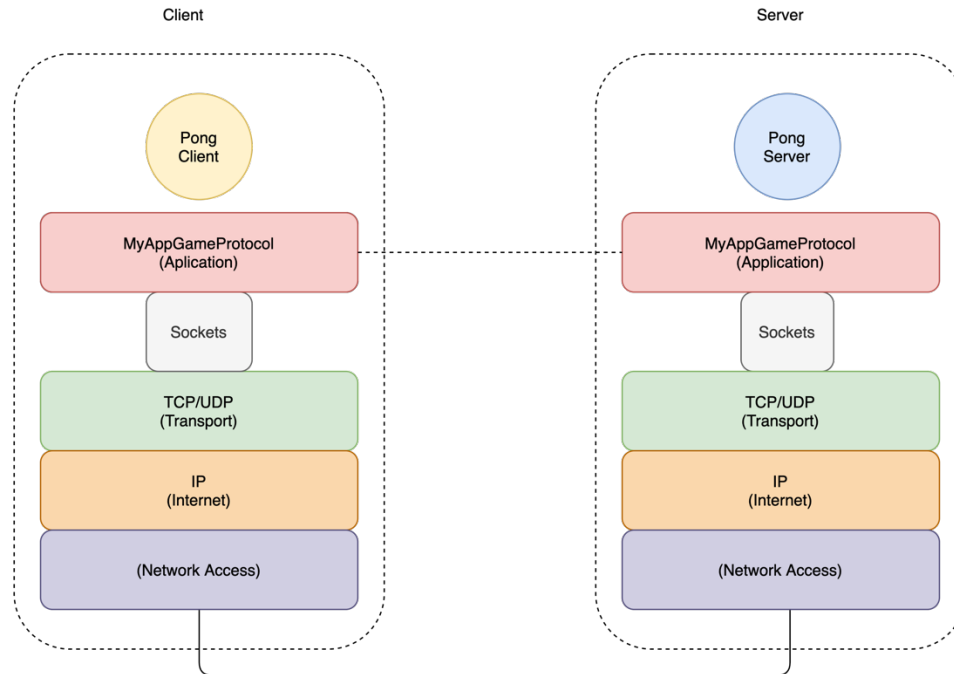 Client
Server
Pong
Client
Pong
Server
MyAppGameProtocol
(Aplication)
MyAppGameProtocol
(Application)
Sockets
Sockets
TCP/UDP
(Transport)
TCP/UDP
(Transport)
IP
(Internet)
IP
(Internet)
(Network Access)
(Network Access)